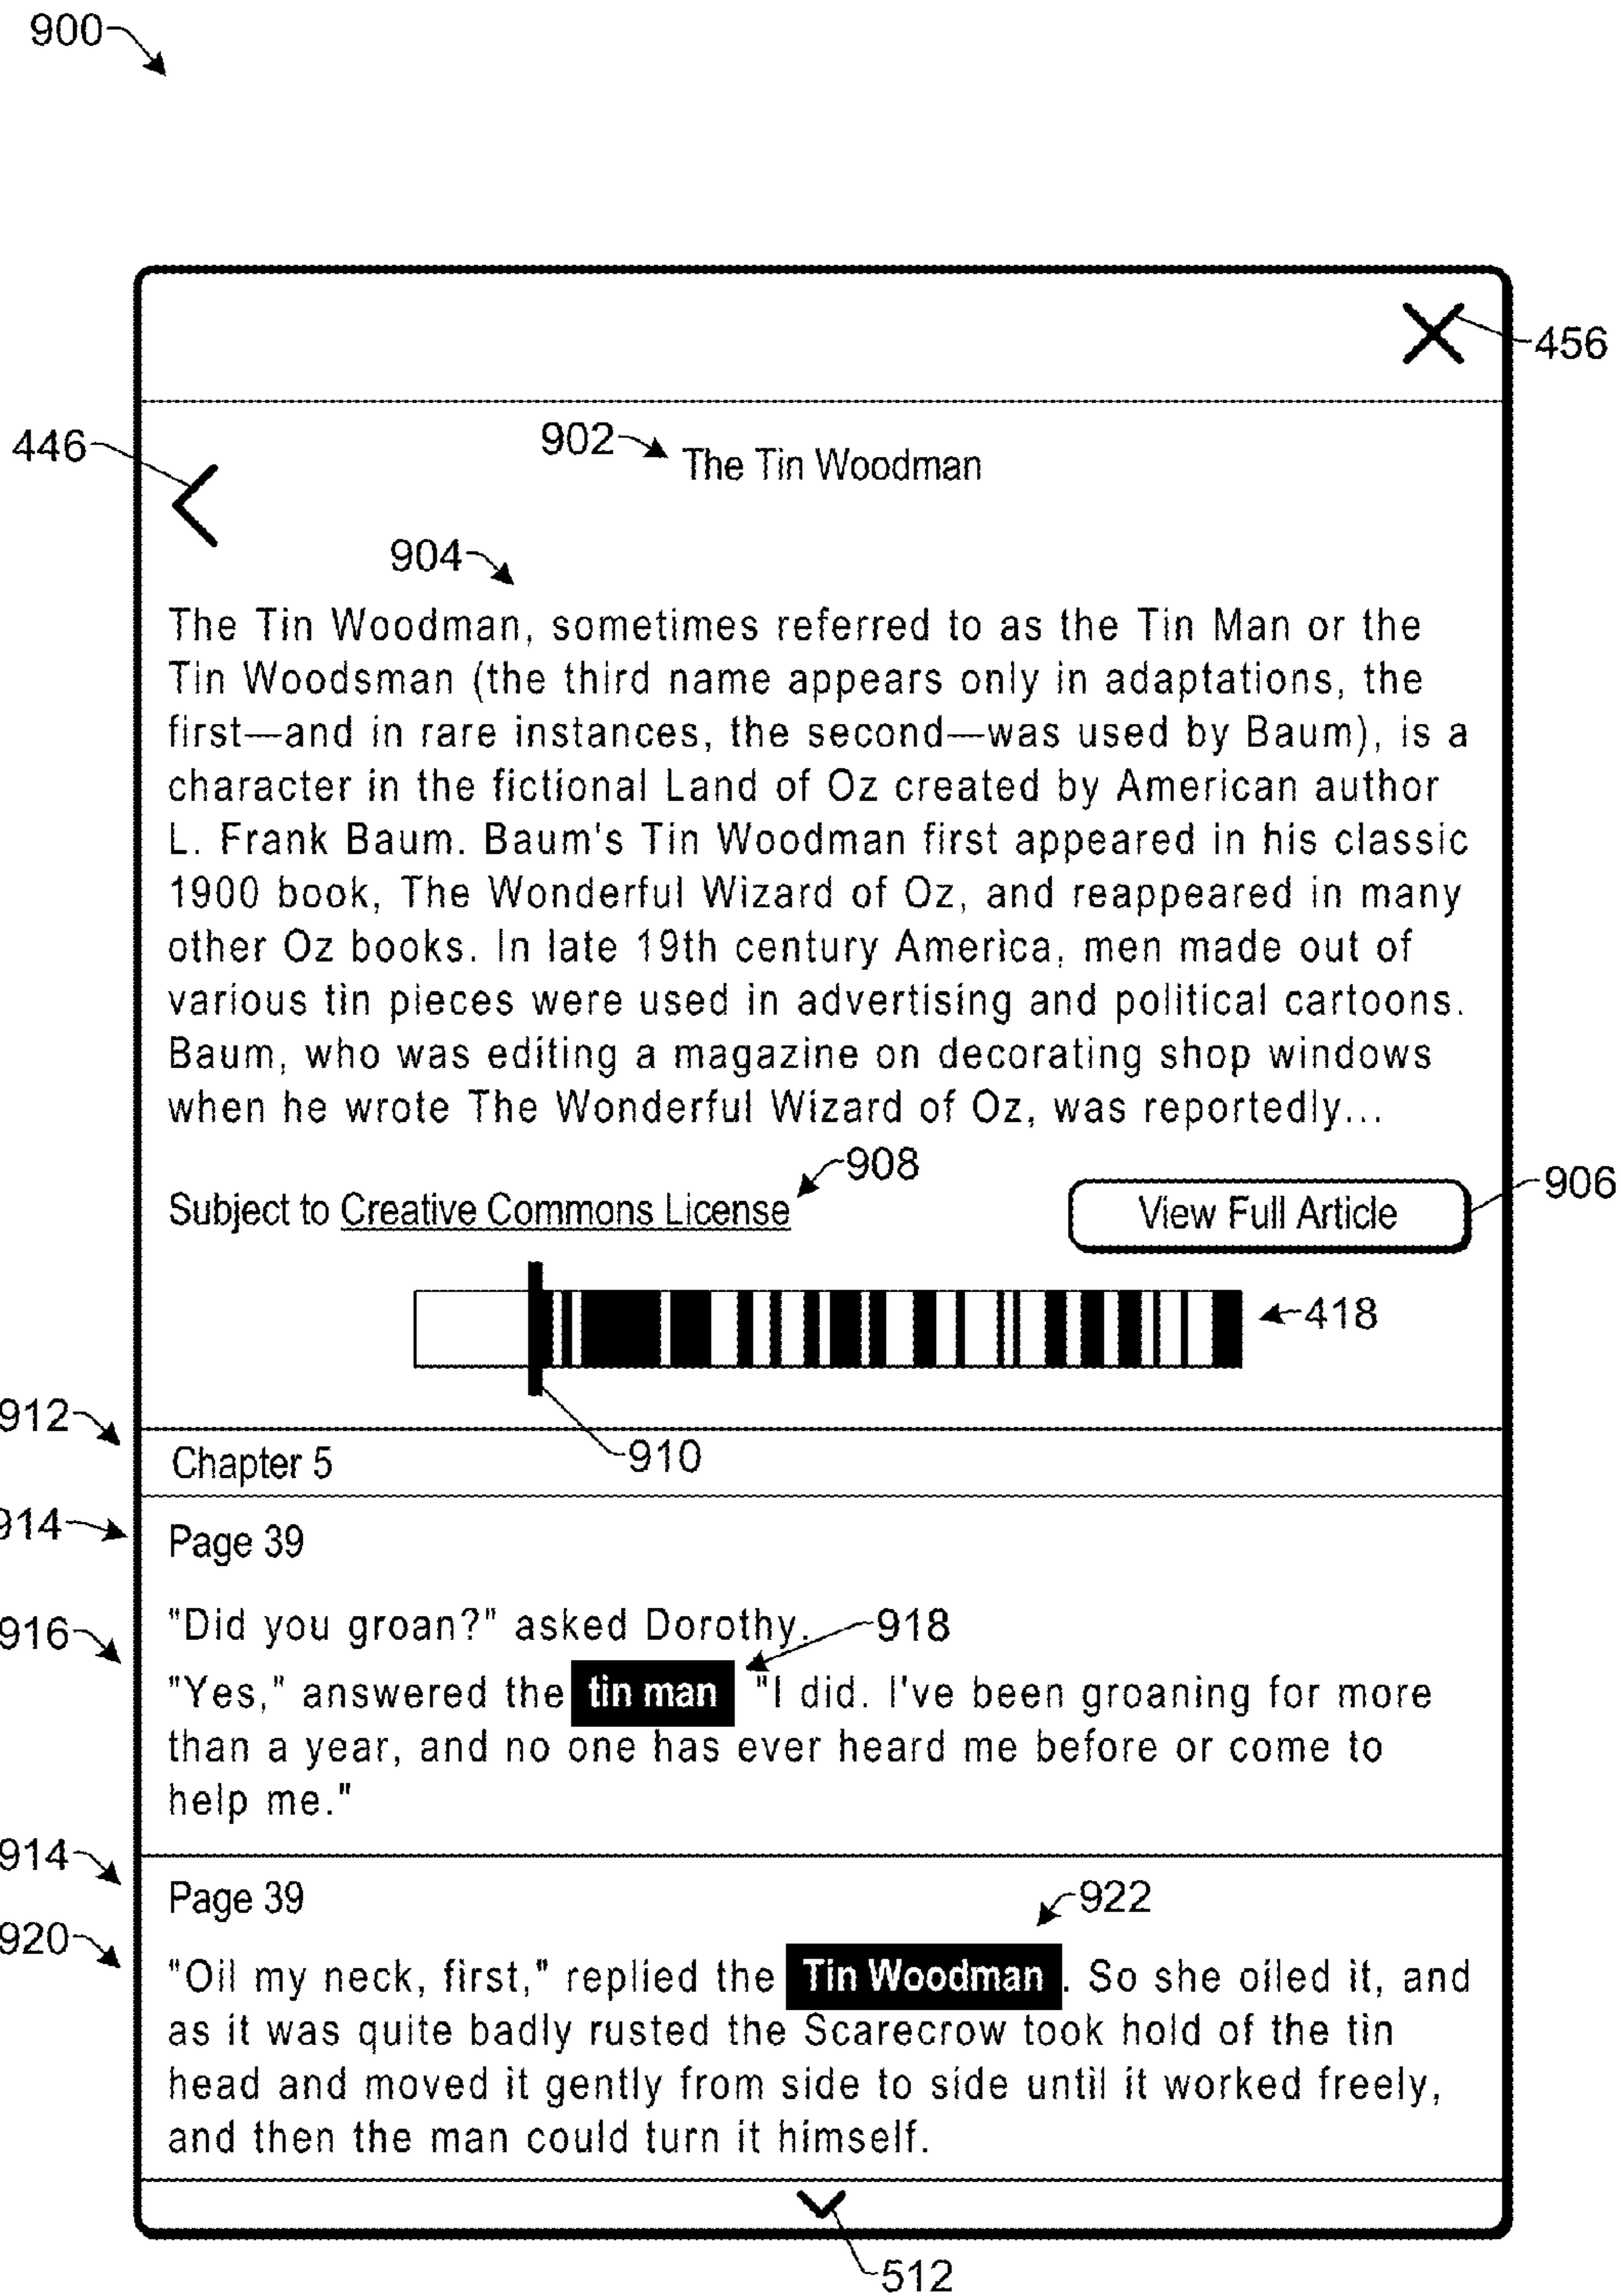 900
456
446
902
The Tin Woodman
904
The Tin Woodman, sometimes referred to as the Tin Man or the
Tin Woodsman (the third name appears only in adaptations, the
first—and in rare instances, the second—was used by Baum), is a
character in the fictional Land of Oz created by American author
L. Frank Baum. Baum's Tin Woodman first appeared in his classic
1900 book, The Wonderful Wizard of Oz, and reappeared in many
other Oz books. In late 19th century America, men made out of
various tin pieces were used in advertising and political cartoons.
Baum, who was editing a magazine on decorating shop windows
when he wrote The Wonderful Wizard of Oz, was reportedly...
908
Subject to Creative Commons License
View Full Article
906
418
912
Chapter 5
910
914
Page 39
916
"Did you groan?" asked Dorothy.
918
"Yes," answered the tin man "I did. I've been groaning for more
than a year, and no one has ever heard me before or come to
help me."
914
Page 39
922
920
"Oil my neck, first," replied the Tin Woodman. So she oiled it, and
as it was quite badly rusted the Scarecrow took hold of the tin
head and moved it gently from side to side until it worked freely,
and then the man could turn it himself.
512